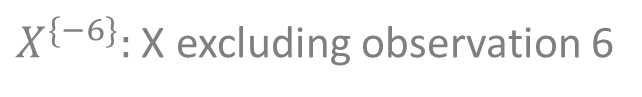 X^{−6}: X excluding observation 6